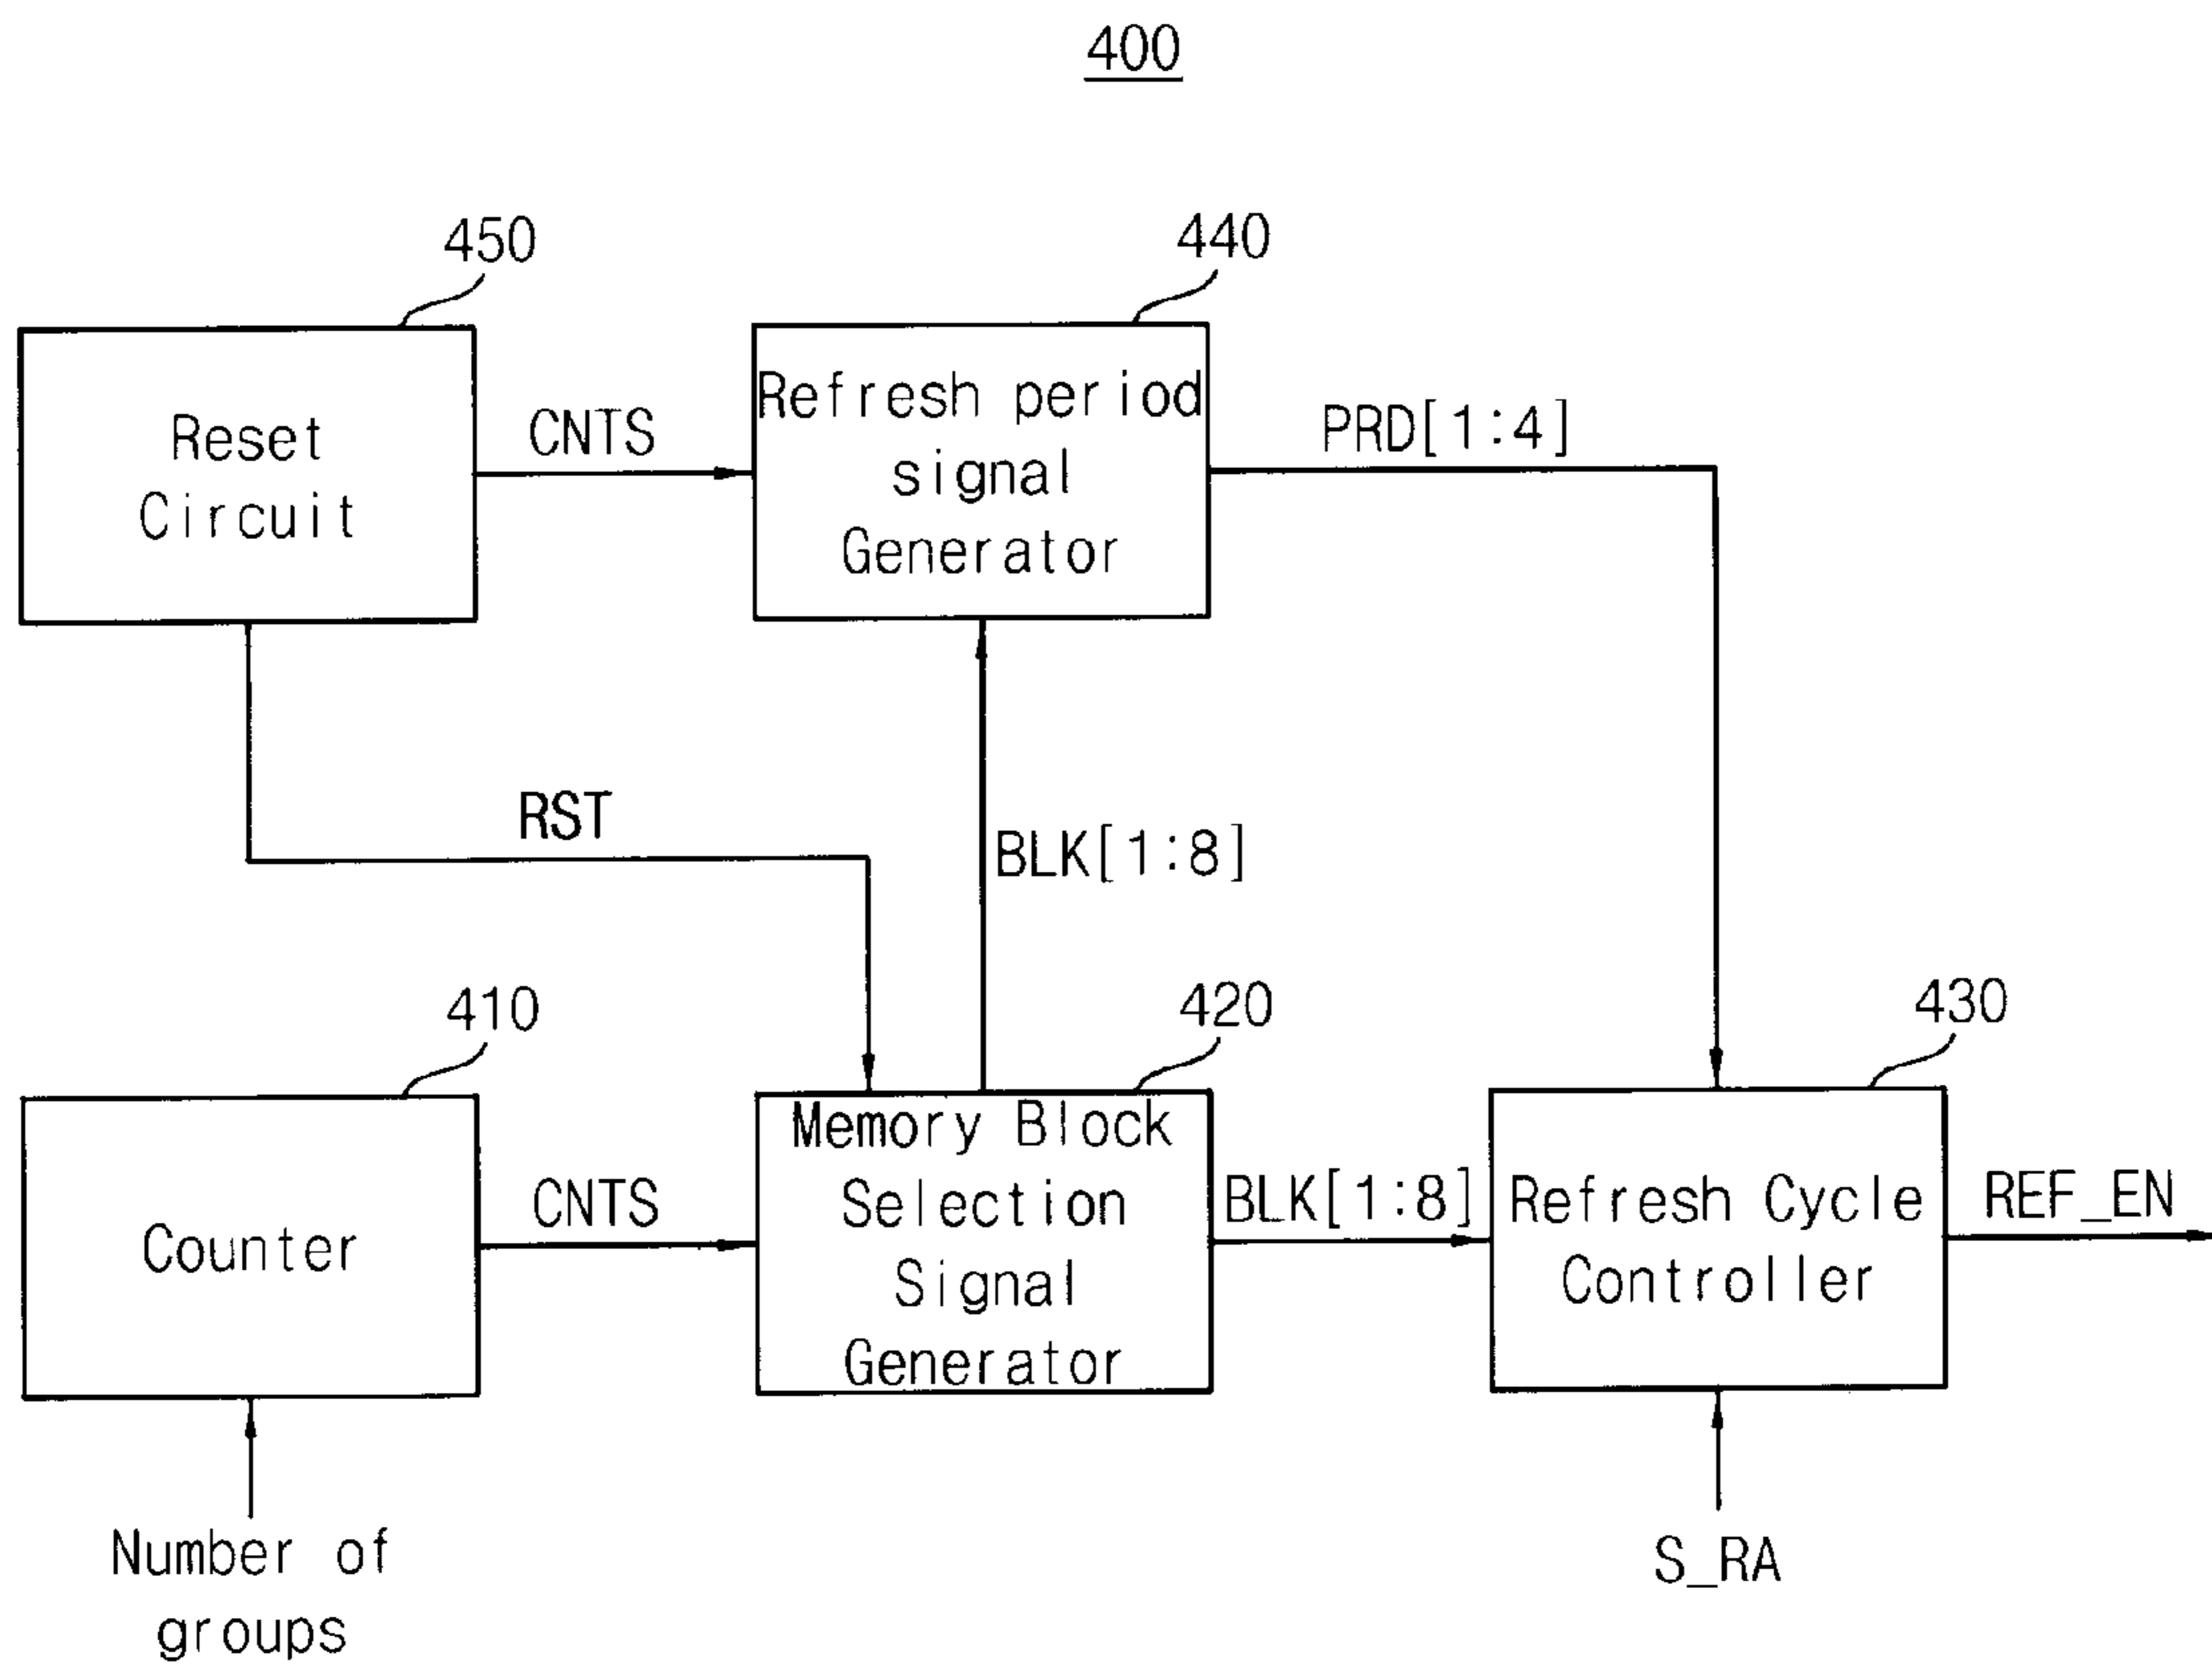 400
450
440
Reset
Circuit
CNTS
Refresh period
signal
Generator
PRD[1:4]
RST
BLK[1:8]
410
420
430
Counter
CNTS
Memory Block
Selection
Signal
Generator
BLK[1:8]
Refresh Cycle
Controller
REF_EN
Number of
groups
S_RA